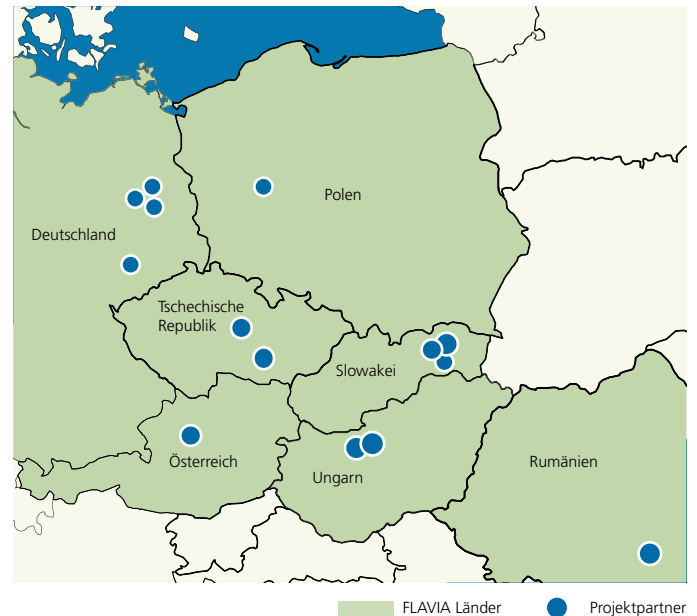 Polen
Deutschland
Tschechische
Republik
Slowakei
Österreich
Ungarn
Rumänien
FLAVIA Länder
Projektpartner